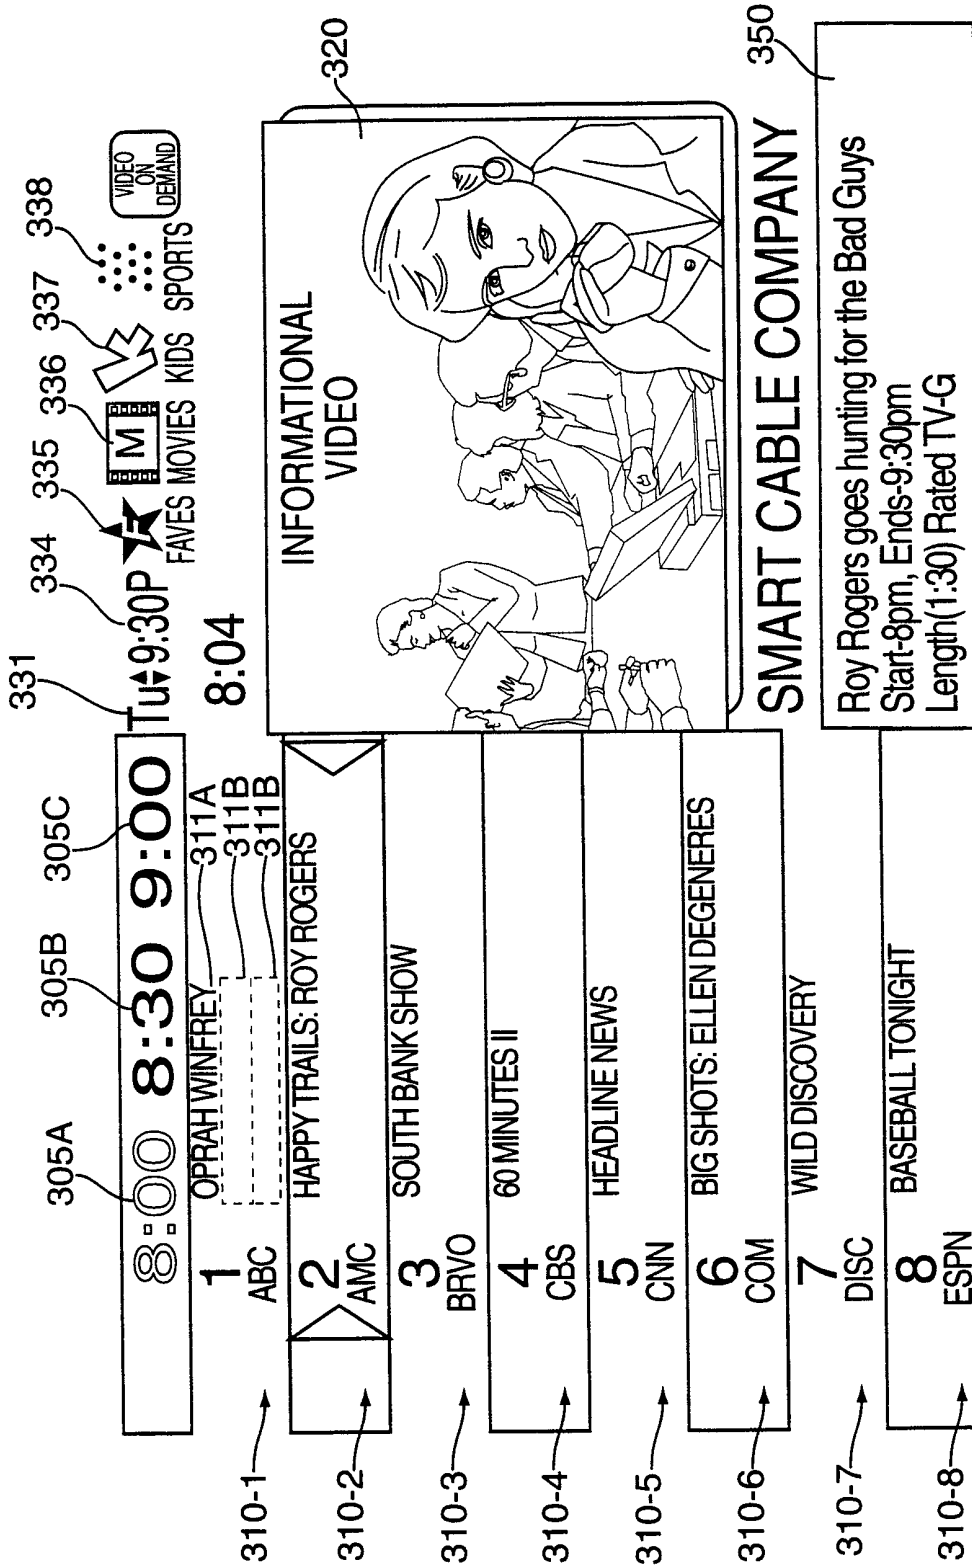 305A 305B 305C 331 334 335 336 337 338
8:00 8:30 9:00 Tu 9:30P
F M
VIDEO
ON
DEMAND
FAVES MOVIES KIDS SPORTS
8:04
310-1
1
ABC
OPRAH WINFREY
311A
311B
311B
310-2
2
AMC
HAPPY TRAILS: ROY ROGERS
310-3
3
BRVO
SOUTH BANK SHOW
310-4
4
CBS
60 MINUTES II
310-5
5
CNN
HEADLINE NEWS
310-6
6
COM
BIG SHOTS: ELLEN DEGENERES
310-7
7
DISC
WILD DISCOVERY
310-8
8
ESPN
BASEBALL TONIGHT
320
INFORMATIONAL
VIDEO
SMART CABLE COMPANY
350
Roy Rogers goes hunting for the Bad Guys
Start-8pm, Ends-9:30pm
Length(1:30) Rated TV-G